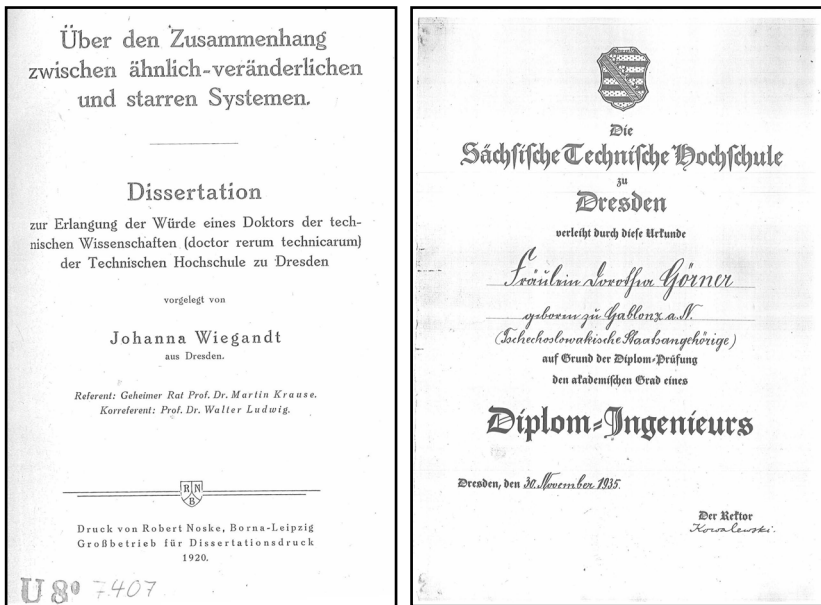 Über den Zusammenhang
zwischen ähnlich-veränderlichen
und starren Systemen.
Dissertation
zur Erlangung der Würde eines Doktors der tech-
nischen Wissenschaften (doctor rerum technicarum)
der Technischen Hochschule zu Dresden
vorgelegt von
Johanna Wiegandt
aus Dresden.
Referent: Geheimer Rat Prof. Dr. Martin Krause.
Korreferent: Prof. Dr. Walter Ludwig.
R N
B
Druck von Robert Noske, Borna-Leipzig
Großbetrieb für Dissertationsdruck
1920.
U 8° 7407
Die
Sächsische Technische Hochschule
zu
Dresden
verleiht durch diese Urkunde
Fräulein Dorothea Görner
geboren zu Gablonz a. N.
(Tschechoslowakische Staatsangehörige)
auf Grund der Diplom-Prüfung
den akademischen Grad eines
Diplom-Ingenieurs
Dresden, den 30. November 1935.
Der Rektor
Kowalewski.